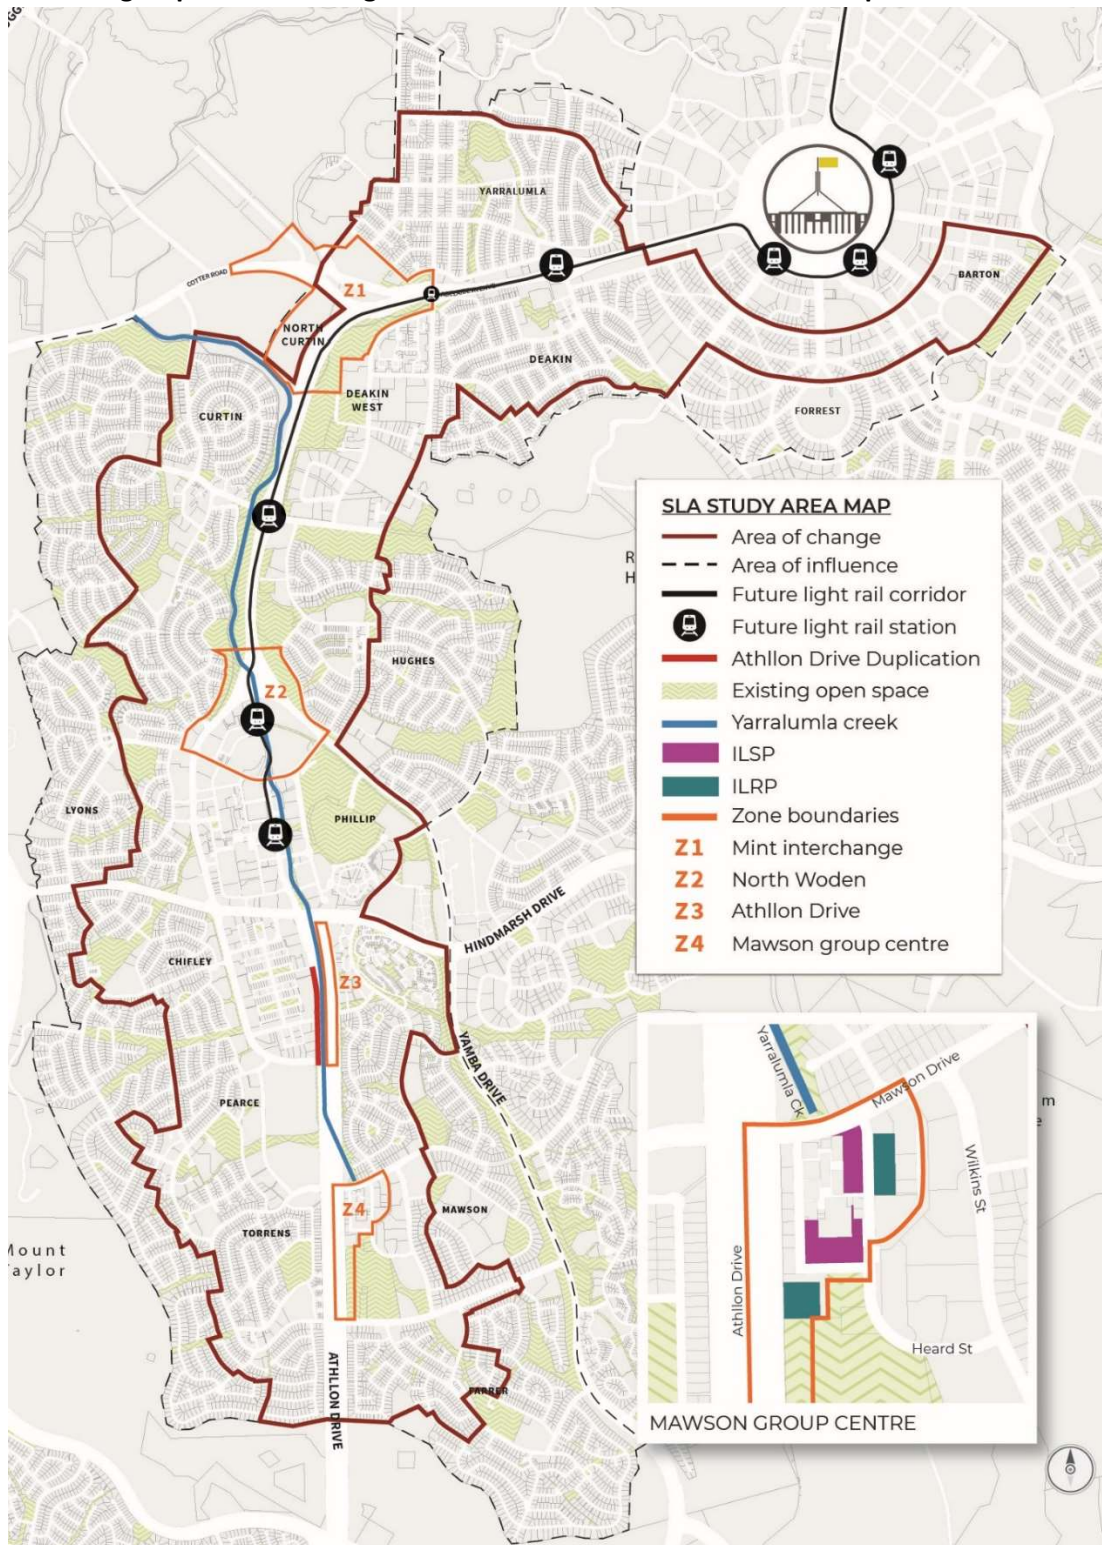 YARRALUMLA
COTTER ROAD
Z1
BARTON
NORTH
CURTIN
DEAKIN
DEAKIN
WEST
CURTIN
FORREST
SLA STUDY AREA MAP
Area of change
Area of influence
Future light rail corridor
Future light rail station
Athllon Drive Duplication
Existing open space
Yarralumla creek
ILSP
ILRP
Zone boundaries
Z1 Mint interchange
Z2 North Woden
Z3 Athllon Drive
Z4 Mawson group centre
R
H
HUGHES
Z2
LYONS
PHILLIP
HINDMARSH DRIVE
CHIFLEY
Z3
YAMBA DRIVE
PEARCE
Z4
MAWSON
TORRENS
Mount
Taylor
ATHLLON DRIVE
FARRER
Yarralumla Ck
Mawson Drive
m
e
Wilkins St
Athllon Drive
Heard St
MAWSON GROUP CENTRE